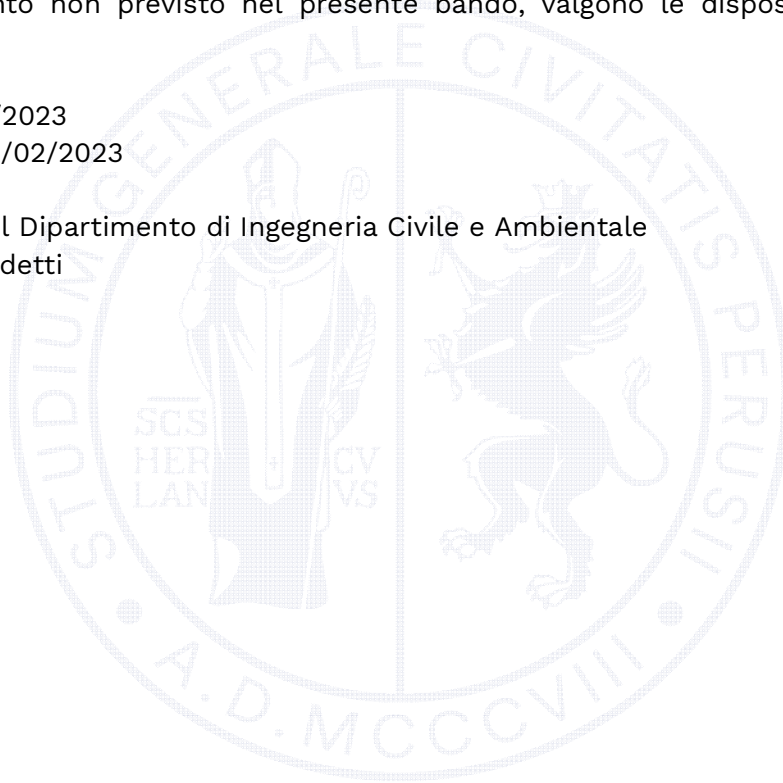 nto non previsto nel presente bando, valgono le dispos
/2023
/02/2023
l Dipartimento di Ingegneria Civile e Ambientale
detti
STUDIUM GENERALE CIVITATIS PERUSII
SCS
HER
LAN
CV
VS
A.D. MCCCVIII